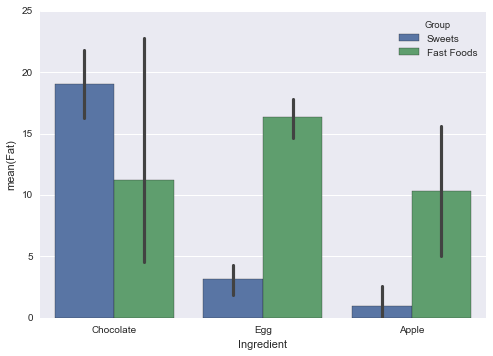 25
20
15
10
5
0
mean(Fat)
Group
Sweets
Fast Foods
Chocolate
Egg
Apple
Ingredient